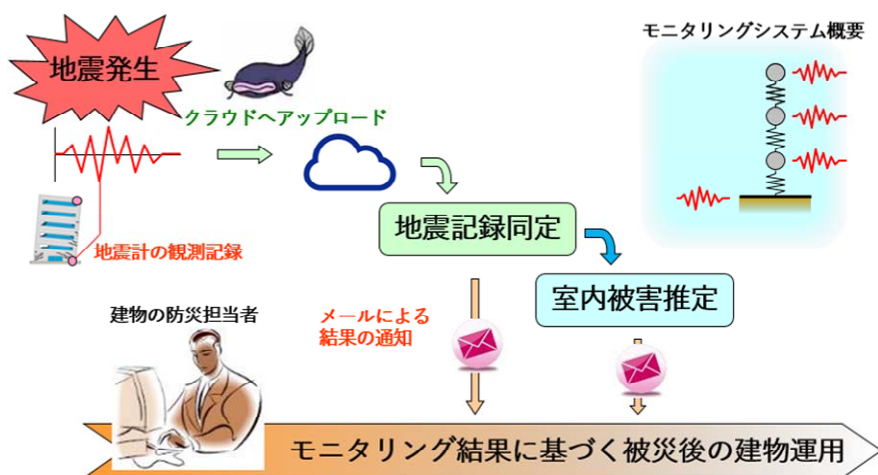 地震発生
モニタリングシステム概要
クラウドへアップロード
地震記録同定
地震計の観測記録
室内被害推定
建物の防災担当者
メールによる
結果の通知
モニタリング結果に基づく被災後の建物運用